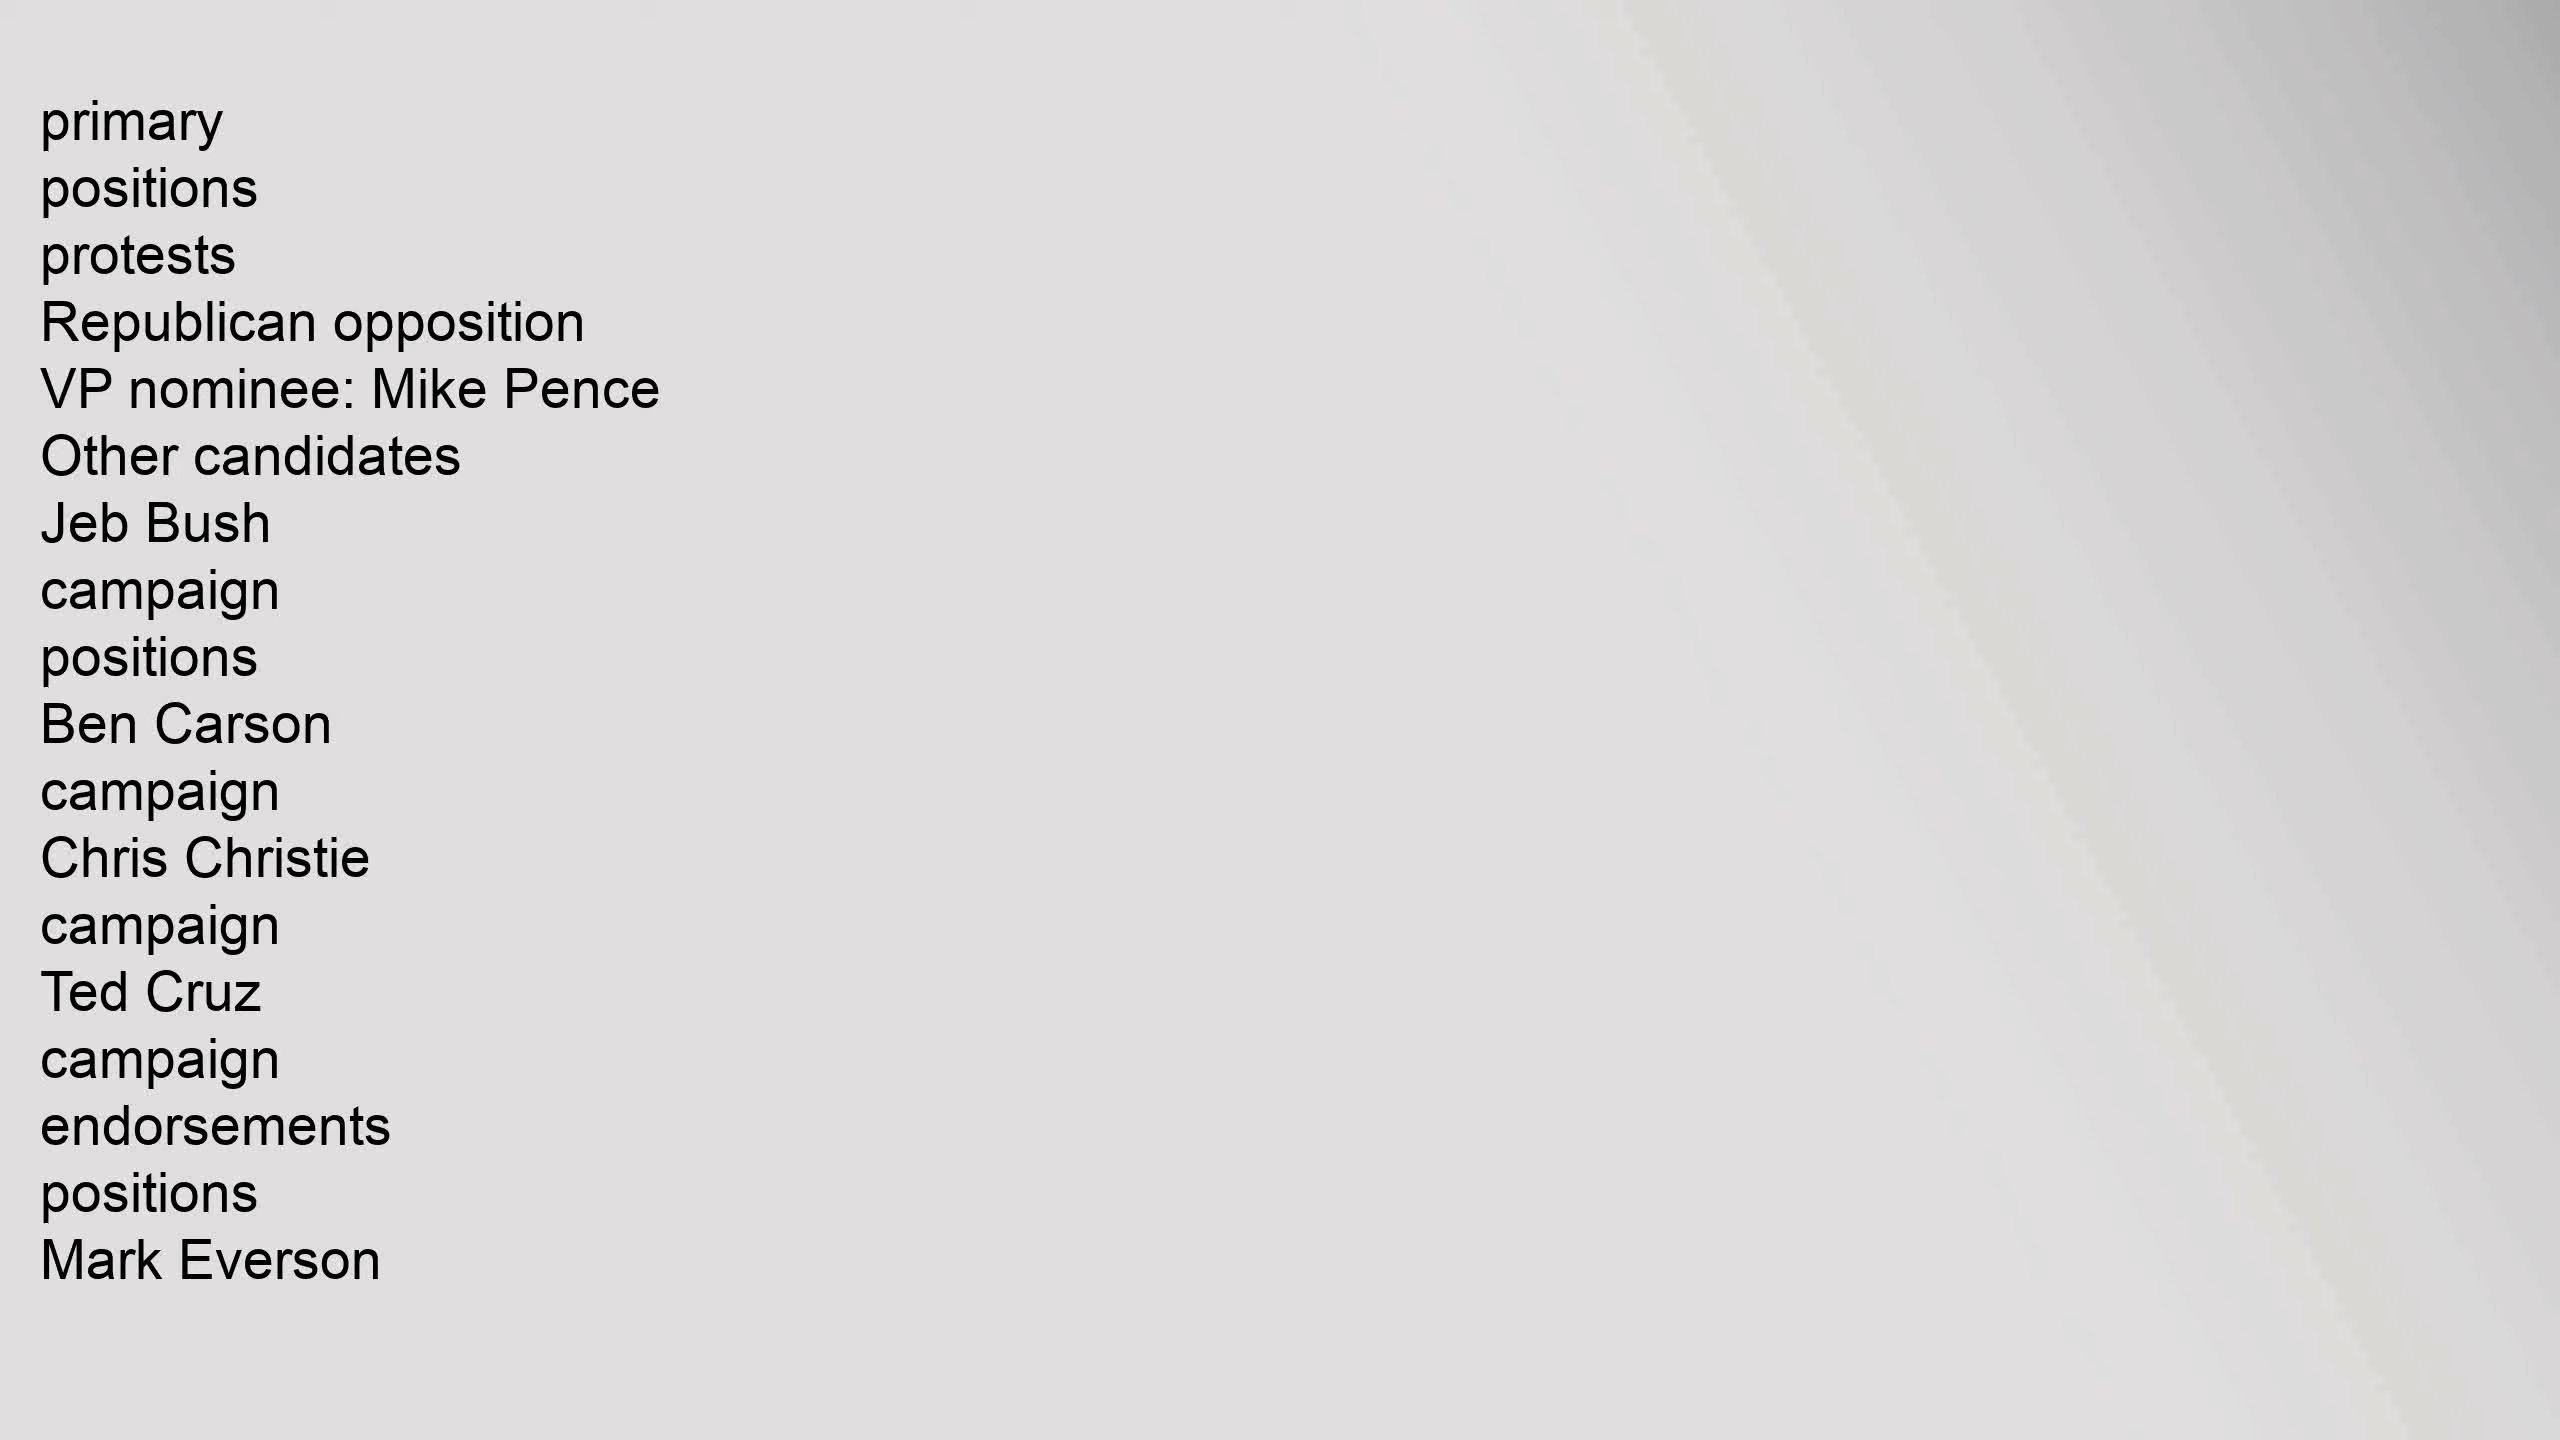 primary
positions
protests
Republican opposition
VP nominee: Mike Pence
Other candidates
Jeb Bush
campaign
positions
Ben Carson
campaign
Chris Christie
campaign
Ted Cruz
campaign
endorsements
positions
Mark Everson